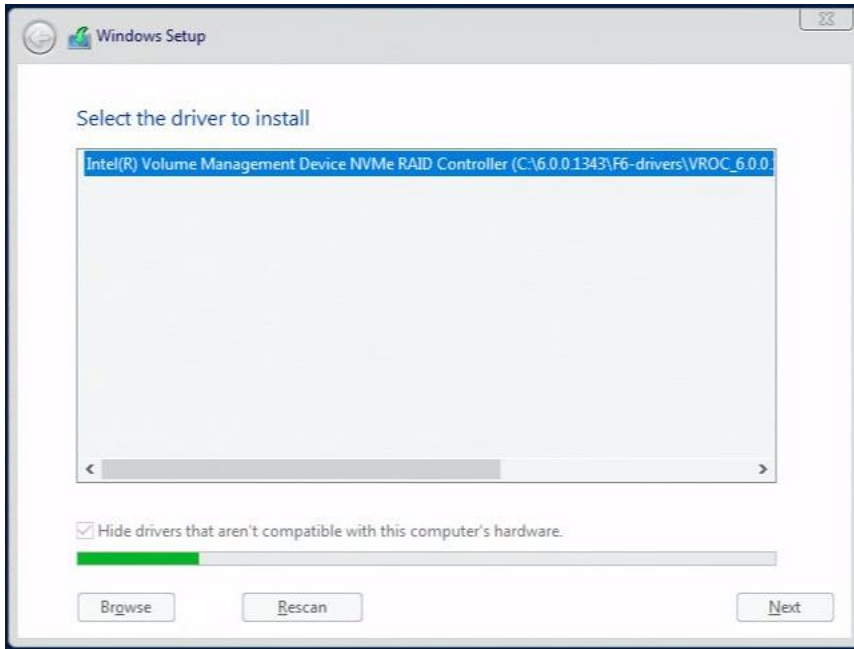 Windows Setup
Select the driver to install
Intel(R) Volume Management Device NVMe RAID Controller (C:\6.0.0.1343\F6-drivers\VROC_6.0.0.
Hide drivers that aren't compatible with this computer's hardware.
Browse Rescan Next